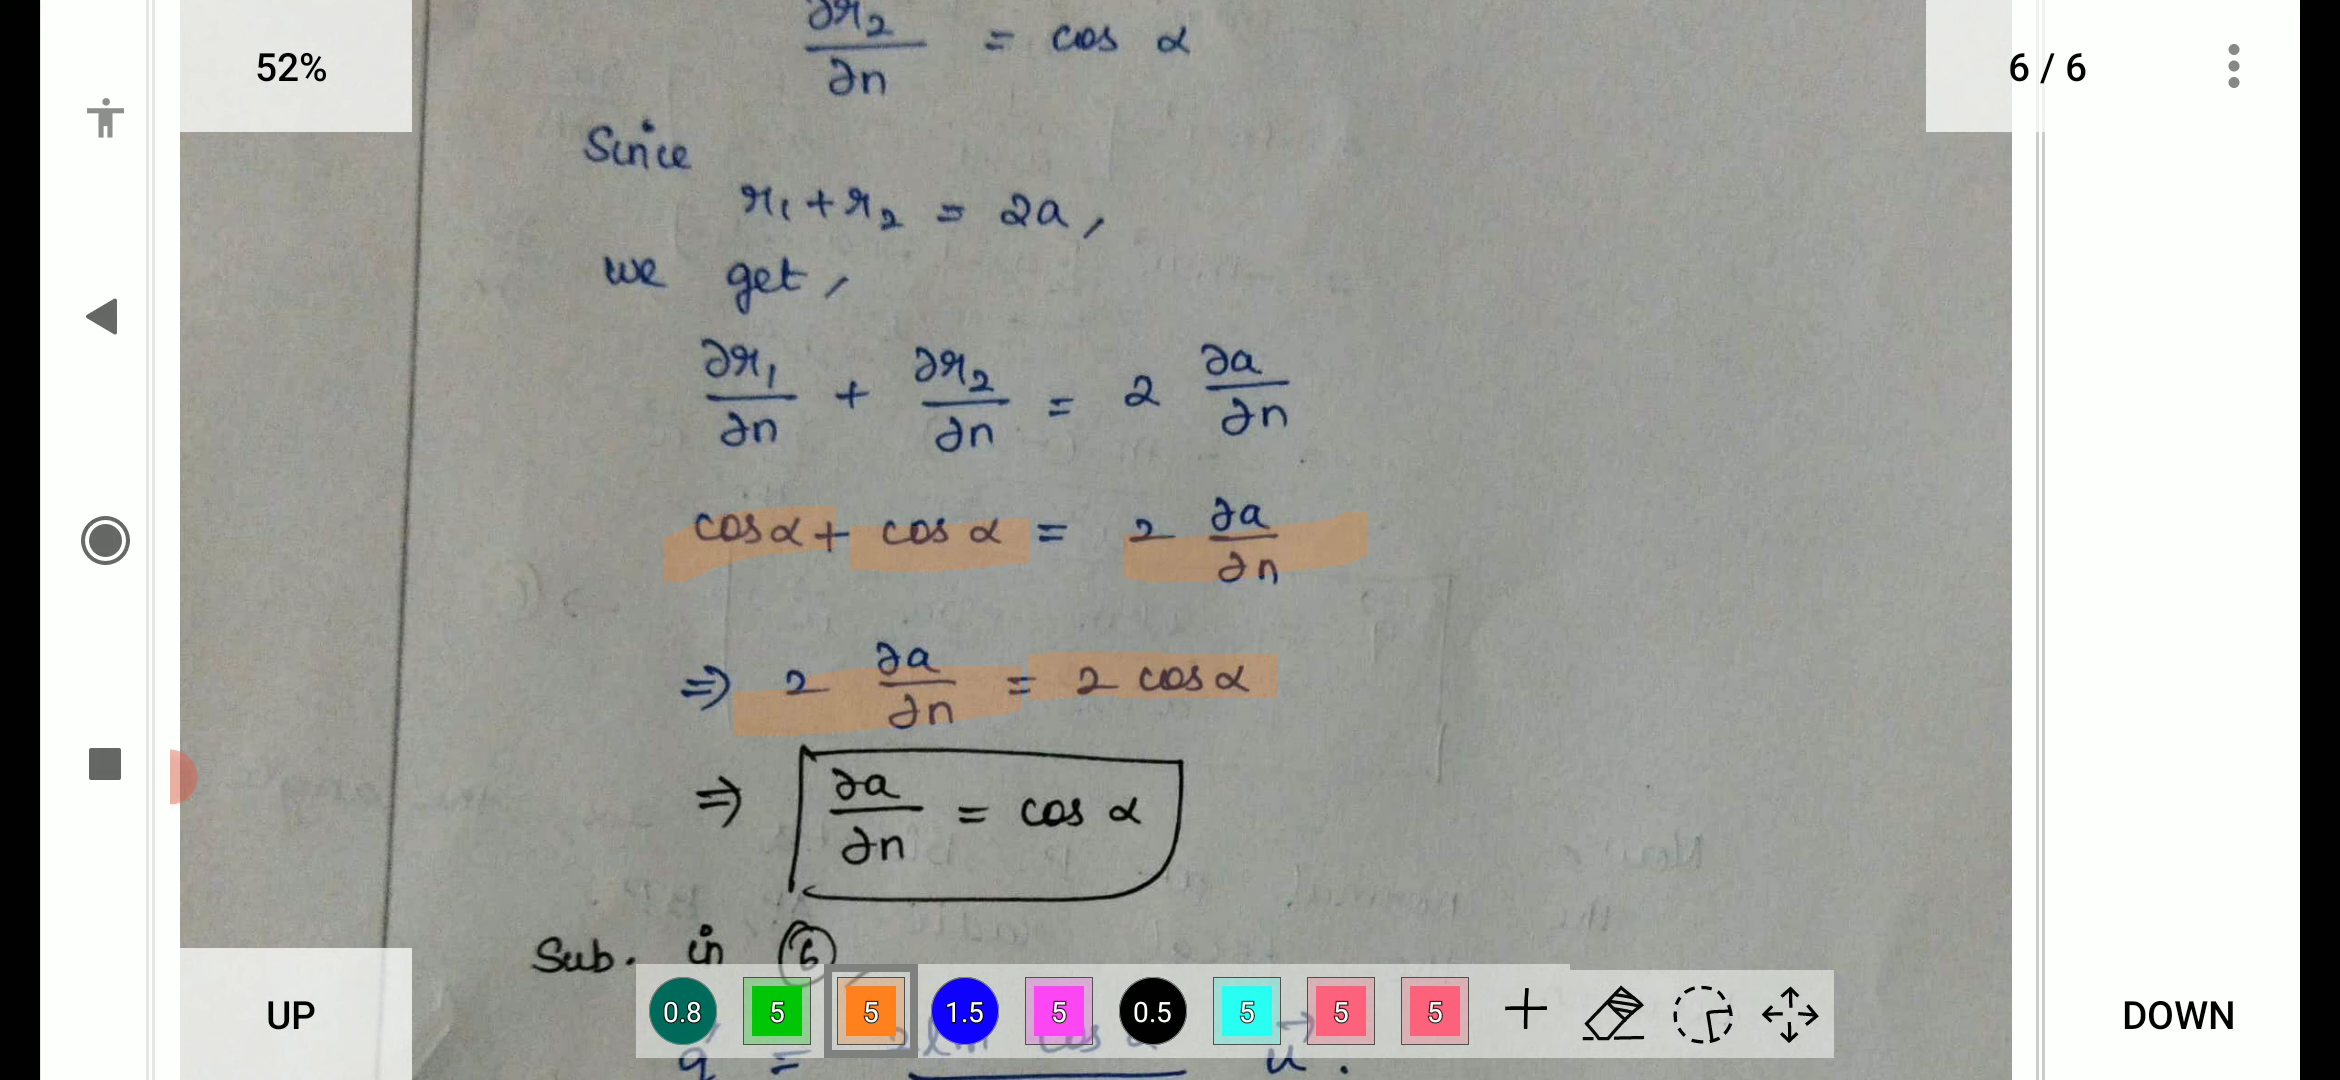 52%
6 / 6
∂r₂/∂n = cos α
Since
r₁ + r₂ = 2a,
we get,
∂r₁/∂n + ∂r₂/∂n = 2 ∂a/∂n
cos α + cos α = 2 ∂a/∂n
⇒ 2 ∂a/∂n = 2 cos α
⇒ ∂a/∂n = cos α
Sub. in ⑥
UP
0.8 5 5 1.5 5 0.5 5 5 5
DOWN